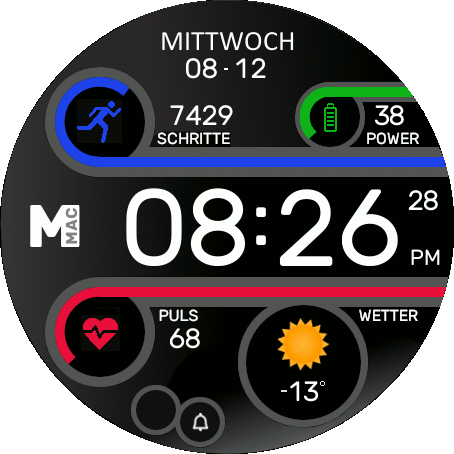 MITTWOCH
08 - 12
7429
SCHRITTE
38
POWER
M MAC
08:26
28
PM
PULS
68
WETTER
-13°